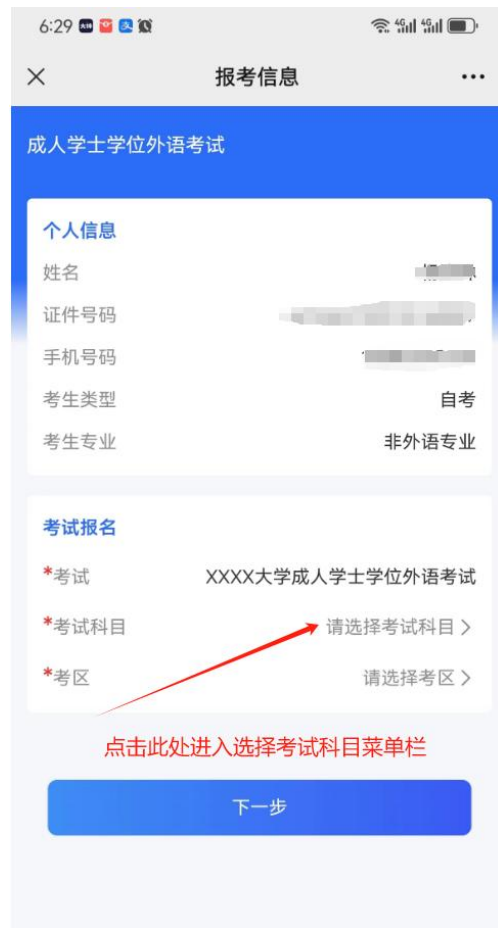 6:29
报考信息
成人学士学位外语考试
个人信息
姓名
证件号码
手机号码
考生类型 自考
考生专业 非外语专业
考试报名
*考试 XXXX大学成人学士学位外语考试
*考试科目 请选择考试科目
*考区 请选择考区
点击此处进入选择考试科目菜单栏
下一步